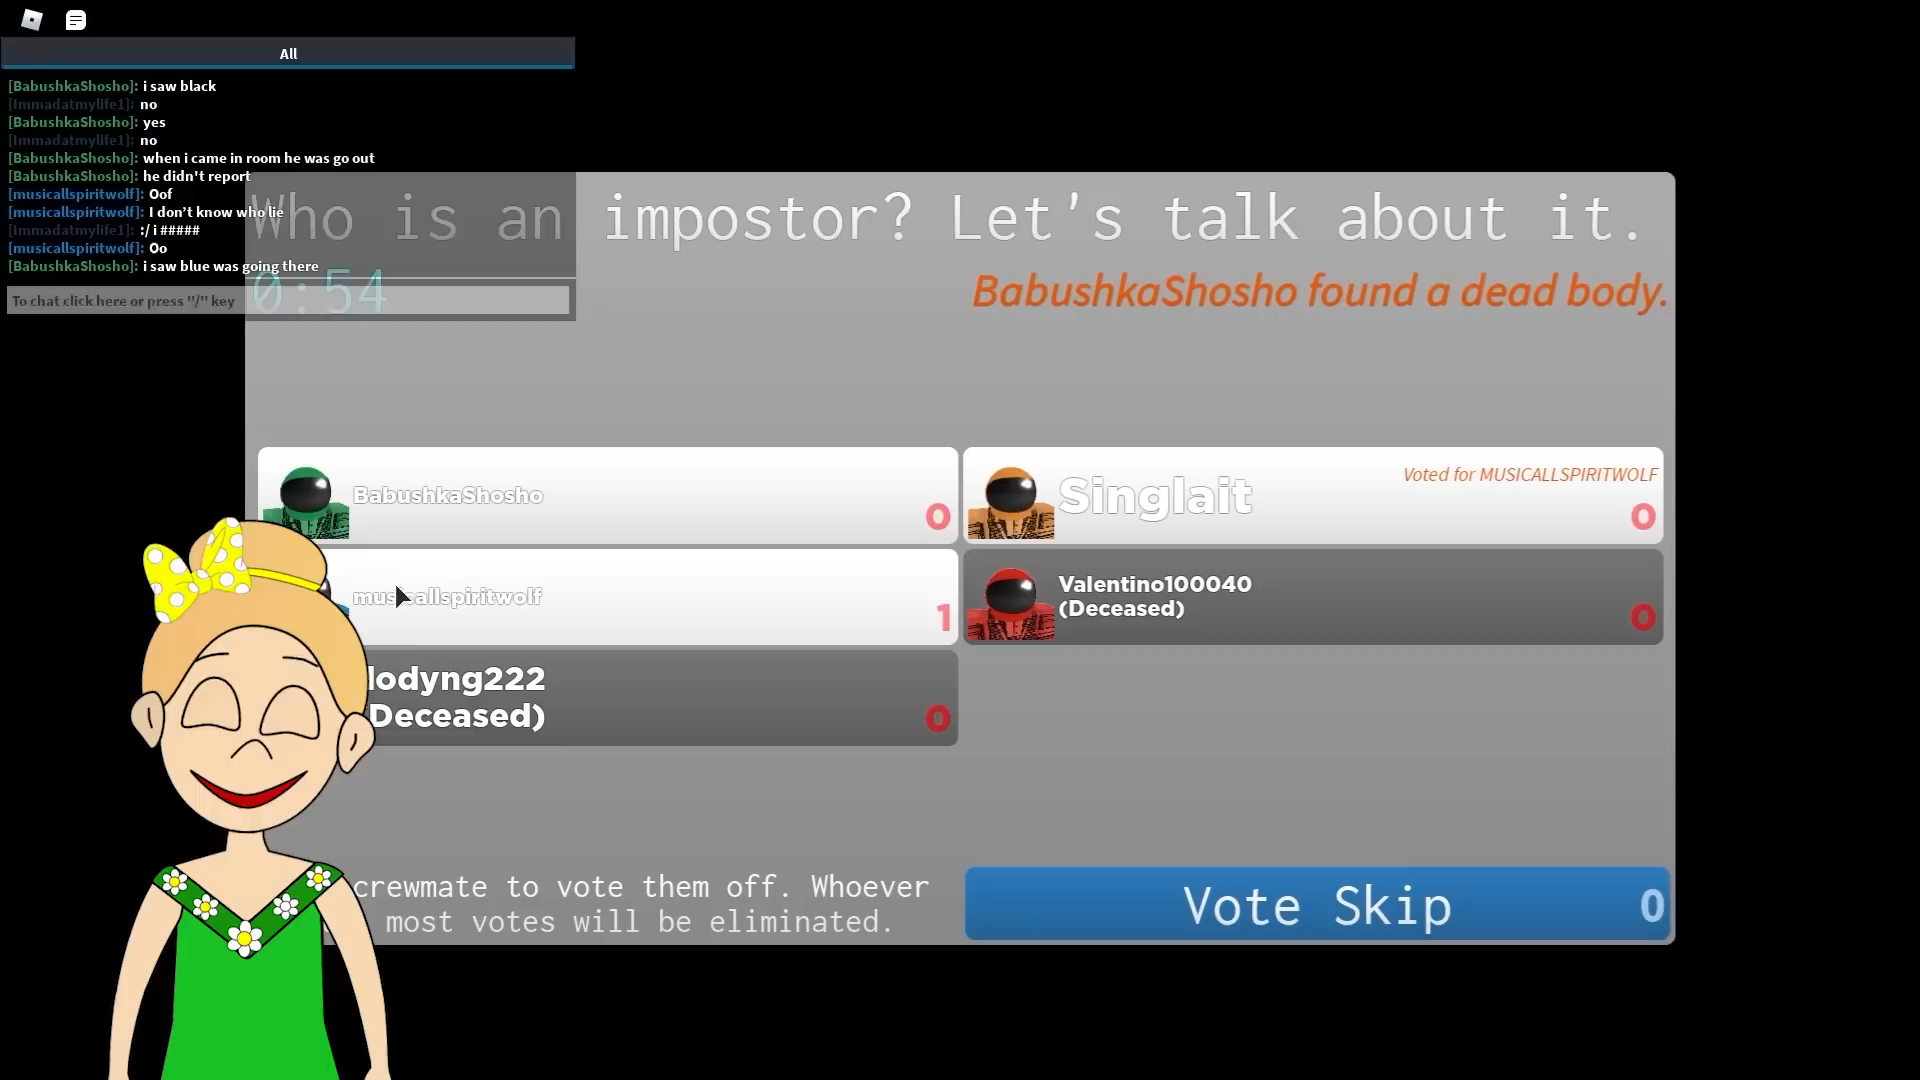 All
[BabushkaShosho]: i saw black
[Immadatmylife1]: no
[BabushkaShosho]: yes
[Immadatmylife1]: no
[BabushkaShosho]: when i came in room he was go out
[BabushkaShosho]: he didn't report
[musicallspiritwolf]: Oof
[musicallspiritwolf]: I don't know who lie
[Immadatmylife1]: :/ i #####
[musicallspiritwolf]: Oo
[BabushkaShosho]: i saw blue was going there
To chat click here or press "/" key
Who is an impostor? Let's talk about it.
0:54
BabushkaShosho found a dead body.
BabushkaShosho
0
Singlait
Voted for MUSICALLSPIRITWOLF
0
musicallspiritwolf
1
Valentino100040
(Deceased)
0
lodyng222
Deceased)
0
crewmate to vote them off. Whoever
most votes will be eliminated.
Vote Skip
0